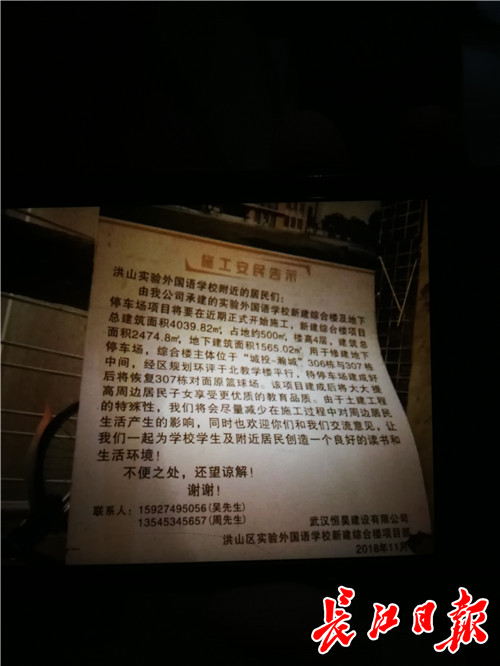 施工安民告示
洪山实验外国语学校附近的居民们：
由我公司承建的实验外国语学校新建综合楼及地下
停车场项目将要在近期正式开始施工，新建综合楼项目
总建筑面积4039.82㎡，占地约500㎡，楼高4层，建筑总
面积2474.8㎡，地下建筑面积1565.02㎡，用于修建地下
停车场，综合楼主体位于“城投-瀚城”306栋与307栋
中间，经区规划环评于北教学楼平行，待停车场建成好
后将恢复307栋对面原篮球场。该项目建成后将大大提
高周边居民子女享受更优质的教育品质。由于土建工程
的特殊性，我们将会尽量减少在施工过程中对周边居民
生活产生的影响，同时也欢迎你们和我们交流意见，让
我们一起为学校学生及附近居民创造一个良好的读书和
生活环境！
不便之处，还望谅解！
谢谢！
联系人：15927495056(吴先生)
13545345657(周先生)
武汉恒昊建设有限公司
洪山区实验外国语学校新建综合楼项目部
2018年11月
长江日报